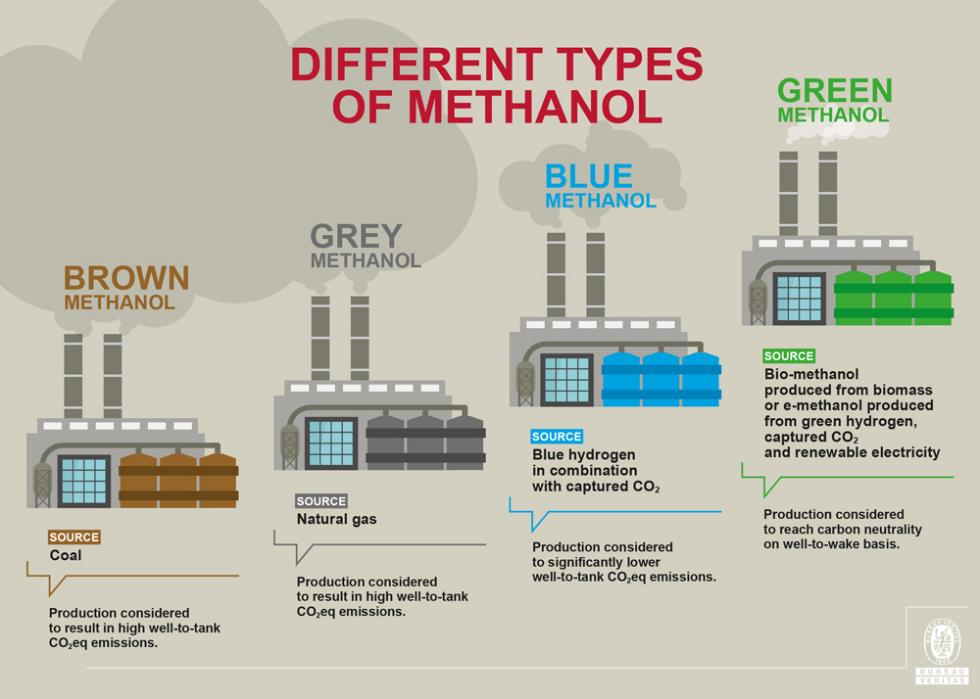 DIFFERENT TYPES
OF METHANOL
BROWN
METHANOL
SOURCE
Coal
Production considered
to result in high well-to-tank
CO₂eq emissions.
GREY
METHANOL
SOURCE
Natural gas
Production considered
to result in high well-to-tank
CO₂eq emissions.
BLUE
METHANOL
SOURCE
Blue hydrogen
in combination
with captured CO₂
Production considered
to significantly lower
well-to-tank CO₂eq emissions.
GREEN
METHANOL
SOURCE
Bio-methanol
produced from biomass
or e-methanol produced
from green hydrogen,
captured CO₂
and renewable electricity
Production considered
to reach carbon neutrality
on well-to-wake basis.
BUREAU
VERITAS